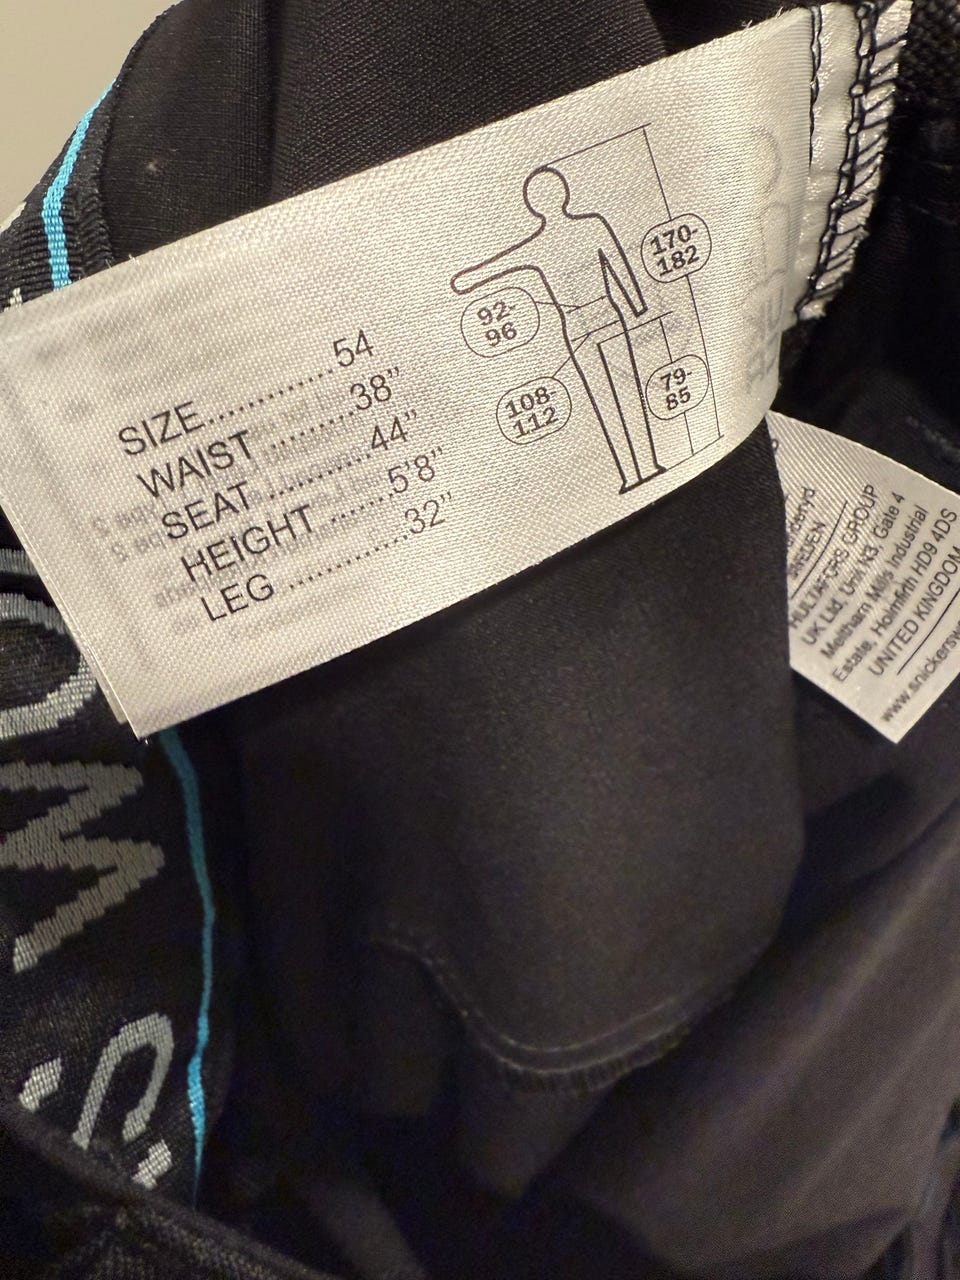 SIZE..............54
WAIST .........38"
SEAT ...........44"
HEIGHT .......5'8"
LEG .............32"
170-
182
92-
96
108-
112
79-
85
HULTAFORS GROUP
UK Ltd, Unit N3, Gate 4
Meltham Mills Industrial
Estate, Holmfirth HD9 4DS
UNITED KINGDOM